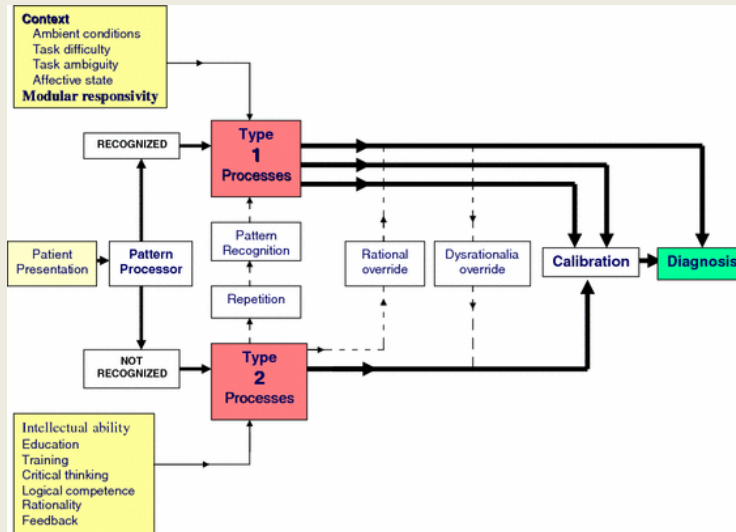 Context
Ambient conditions
Task difficulty
Task ambiguity
Affective state
Modular responsivity
RECOGNIZED
Type
1
Processes
Patient
Presentation
Pattern
Processor
Pattern
Recognition
Repetition
Rational
override
Dysrationalia
override
Calibration
Diagnosis
NOT
RECOGNIZED
Type
2
Processes
Intellectual ability
Education
Training
Critical thinking
Logical competence
Rationality
Feedback